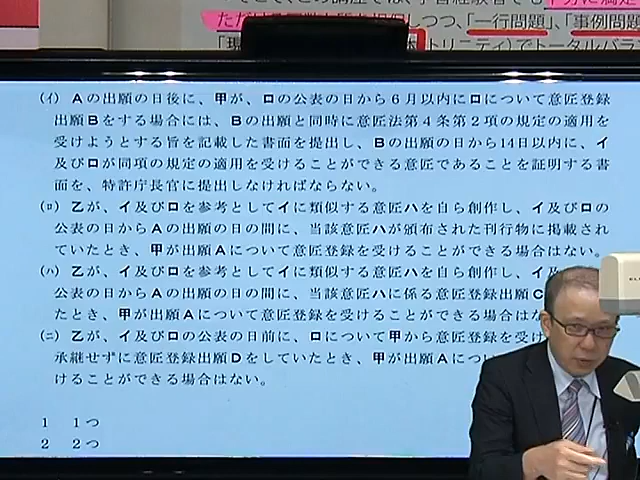 ただ
しつつ、「一行問題」、「事例問題
トリニティ)でトータルバラ
(イ) Aの出願の日後に、甲が、ロの公表の日から6月以内にロについて意匠登録
出願Bをする場合には、Bの出願と同時に意匠法第4条第2項の規定の適用を
受けようとする旨を記載した書面を提出し、Bの出願の日から14日以内に、イ
及びロが同項の規定の適用を受けることができる意匠であることを証明する書
面を、特許庁長官に提出しなければならない。
(ロ) 乙が、イ及びロを参考としてイに類似する意匠ハを自ら創作し、イ及びロの
公表の日からAの出願の日の間に、当該意匠ハが頒布された刊行物に掲載され
ていたとき、甲が出願Aについて意匠登録を受けることができる場合はない。
(ハ) 乙が、イ及びロを参考としてイに類似する意匠ハを自ら創作し、イ及
公表の日からAの出願の日の間に、当該意匠ハに係る意匠登録出願C
たとき、甲が出願Aについて意匠登録を受けることができる場合はな
(ニ) 乙が、イ及びロの公表の日前に、ロについて甲から意匠登録を受け
承継せずに意匠登録出願Dをしていたとき、甲が出願Aについ
けることができる場合はない。
1 1つ
2 2つ